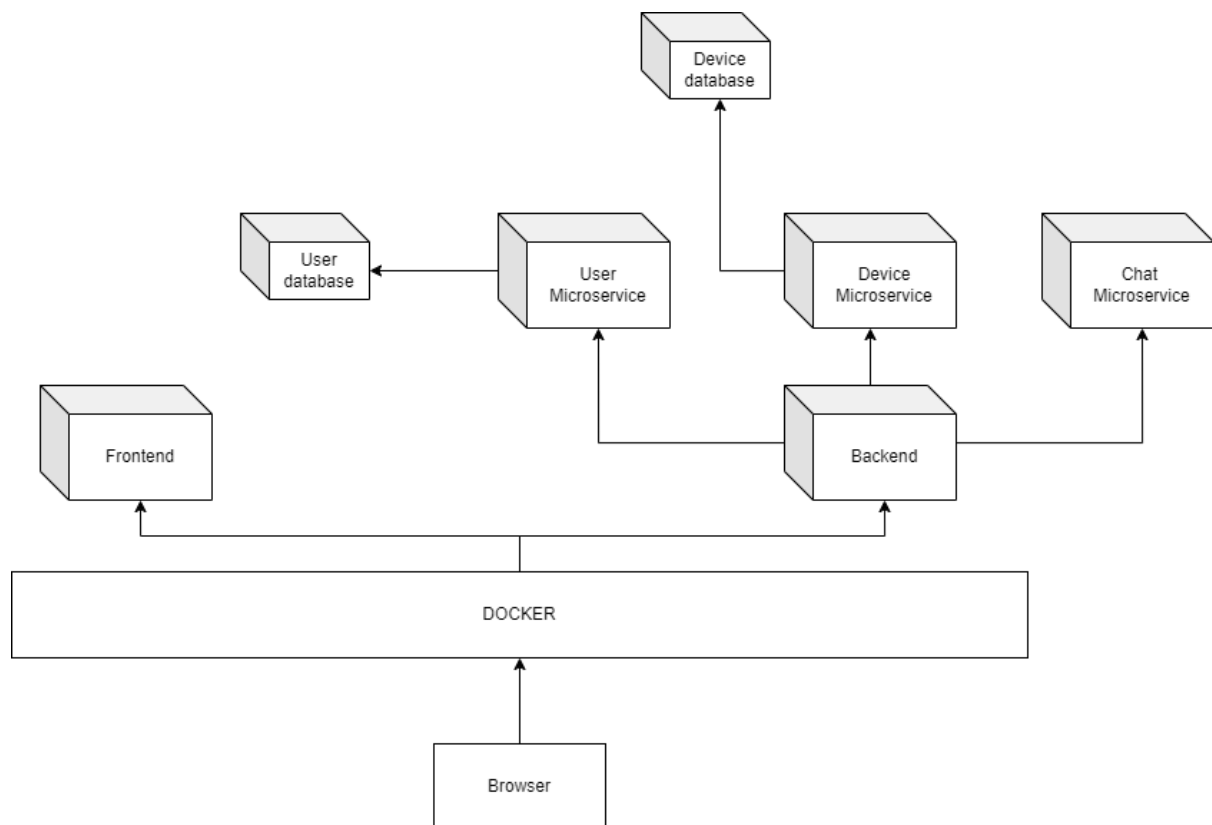 Device
database
User
database
User
Microservice
Device
Microservice
Chat
Microservice
Frontend
Backend
DOCKER
Browser